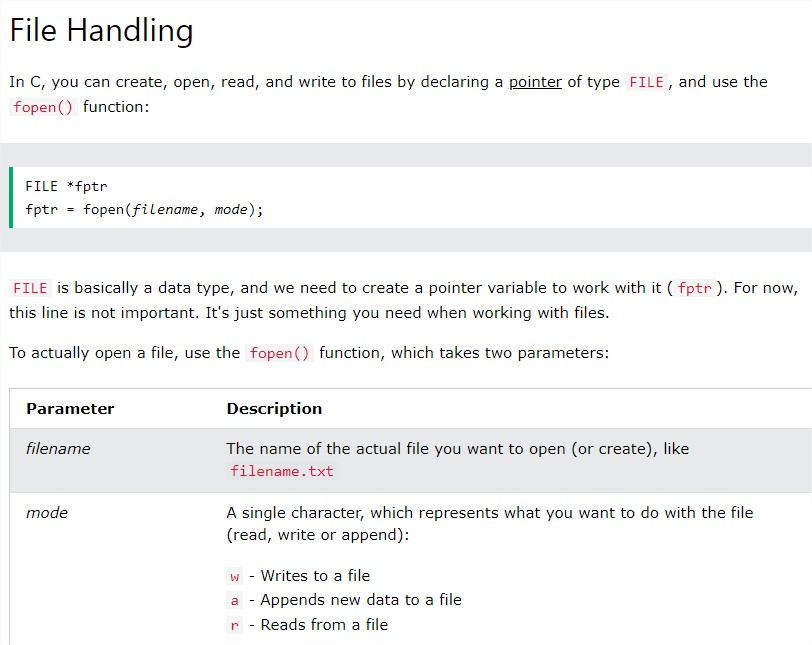 File Handling
In C, you can create, open, read, and write to files by declaring a pointer of type FILE , and use the
fopen() function:
FILE *fptr
fptr = fopen(filename, mode);
FILE is basically a data type, and we need to create a pointer variable to work with it ( fptr ). For now,
this line is not important. It's just something you need when working with files.
To actually open a file, use the fopen() function, which takes two parameters:
Parameter Description
filename The name of the actual file you want to open (or create), like
filename.txt
mode A single character, which represents what you want to do with the file
(read, write or append):
w - Writes to a file
a - Appends new data to a file
r - Reads from a file